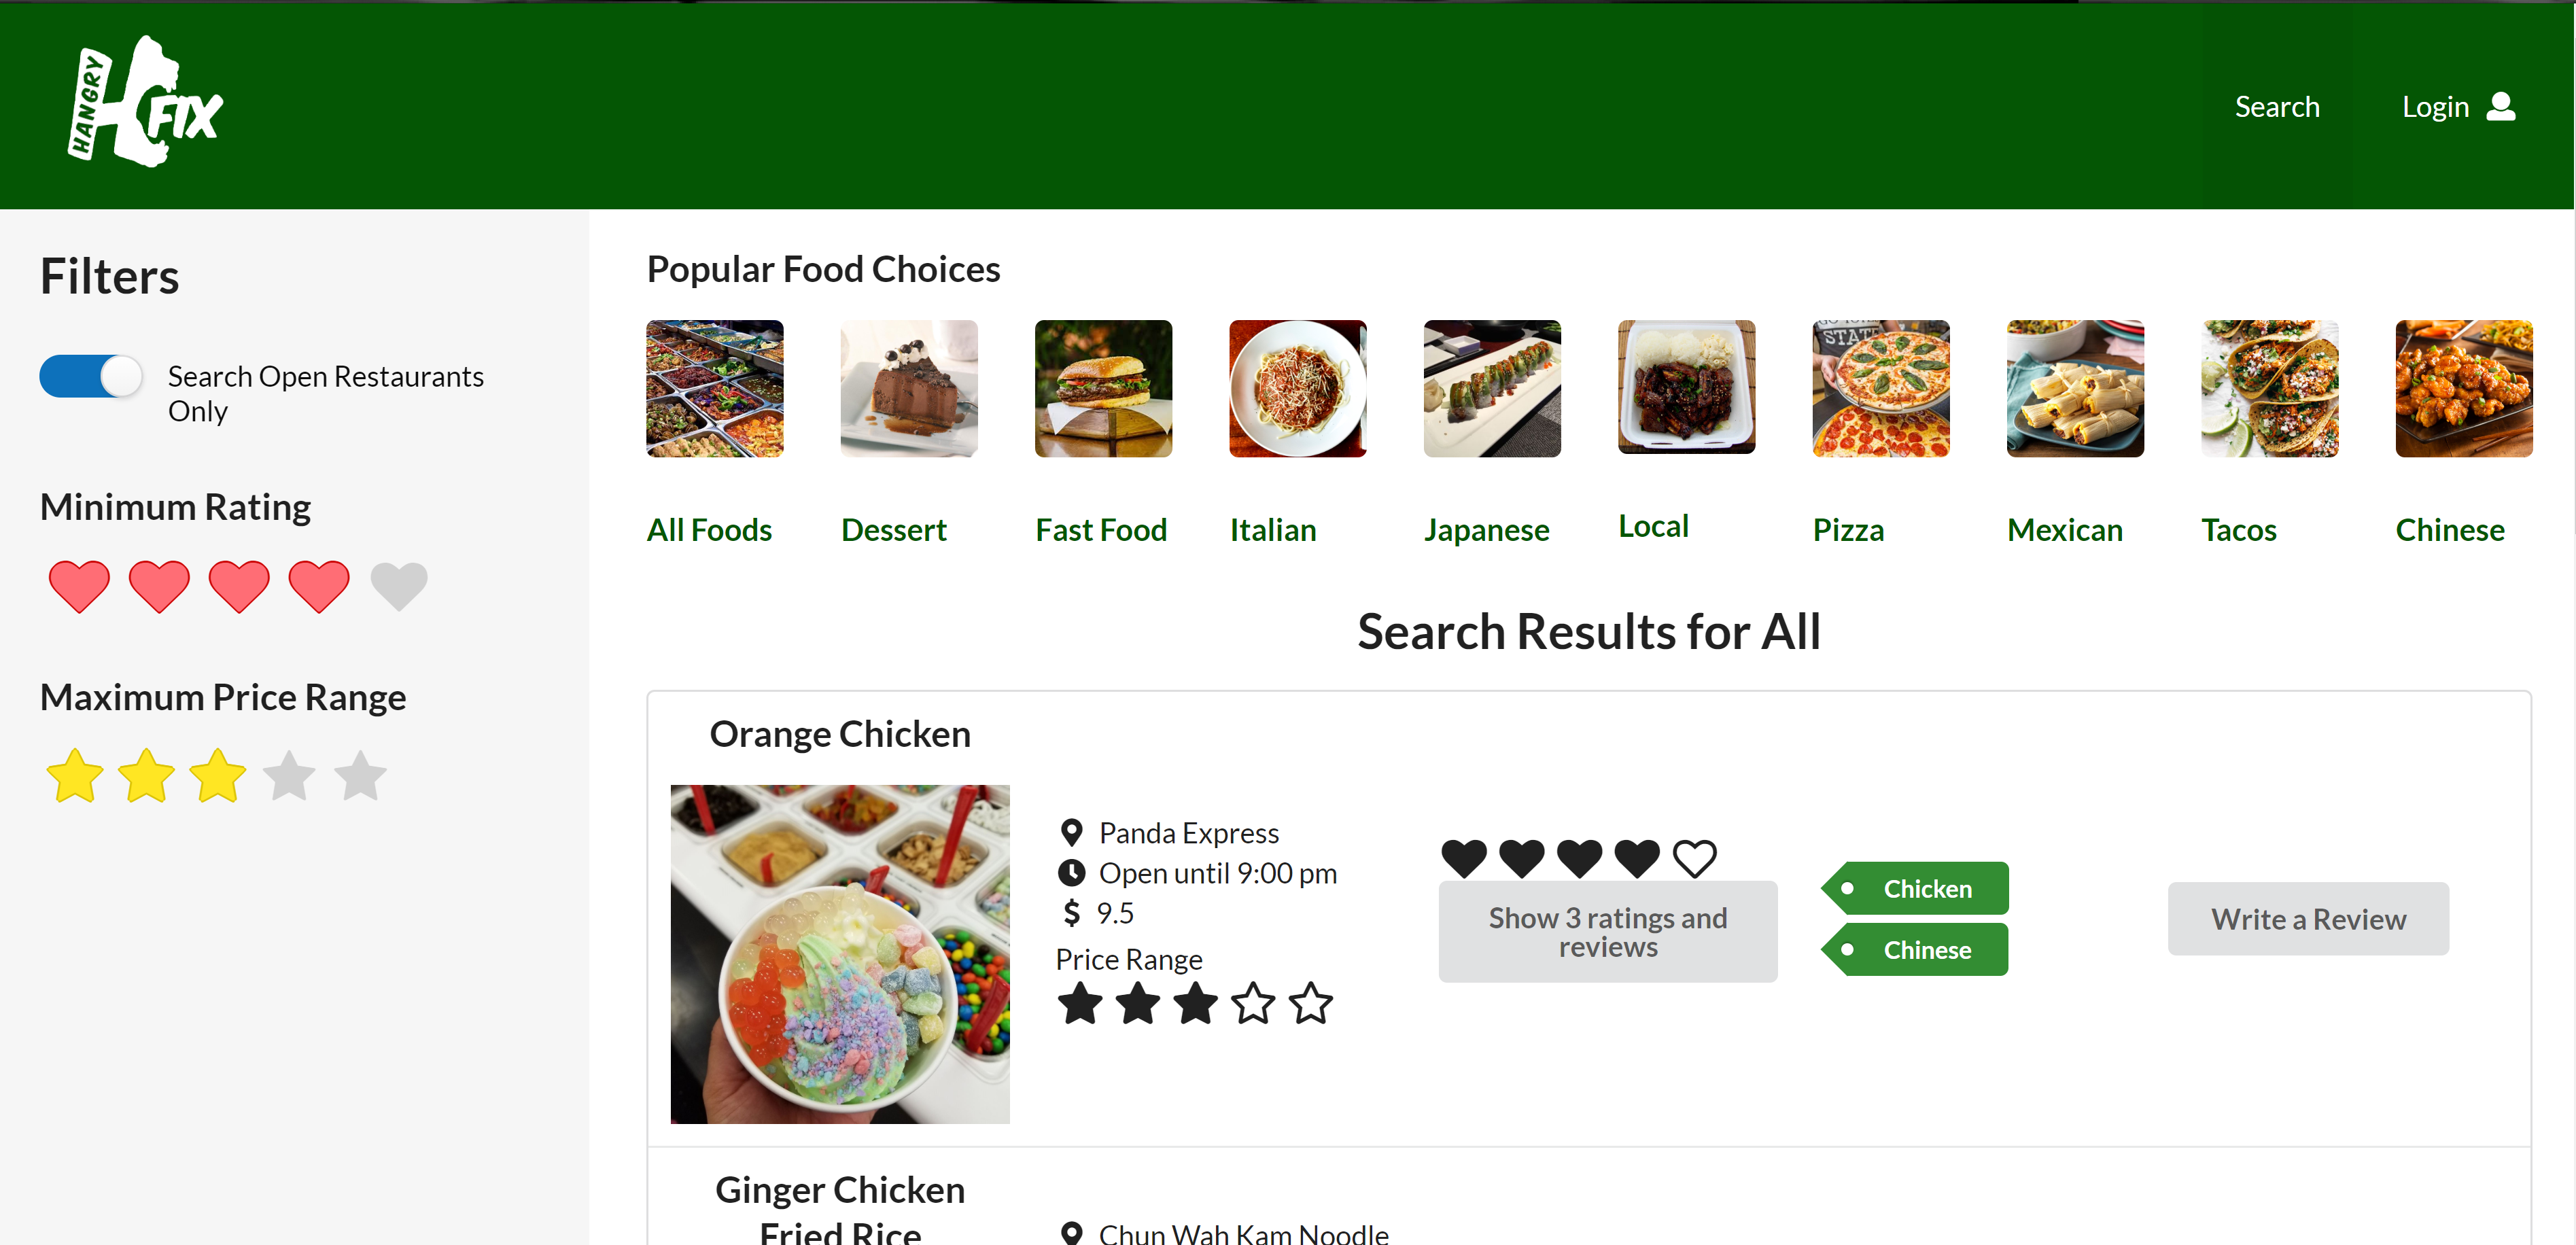 HANGRY
FIX
Search
Login
Filters
Search Open Restaurants
Only
Minimum Rating
Maximum Price Range
Popular Food Choices
STATE
All Foods
Dessert
Fast Food
Italian
Japanese
Local
Pizza
Mexican
Tacos
Chinese
Search Results for All
Orange Chicken
Panda Express
Open until 9:00 pm
$ 9.5
Price Range
Show 3 ratings and
reviews
Chicken
Chinese
Write a Review
Ginger Chicken
Fried Rice
Chun Wah Kam Noodle